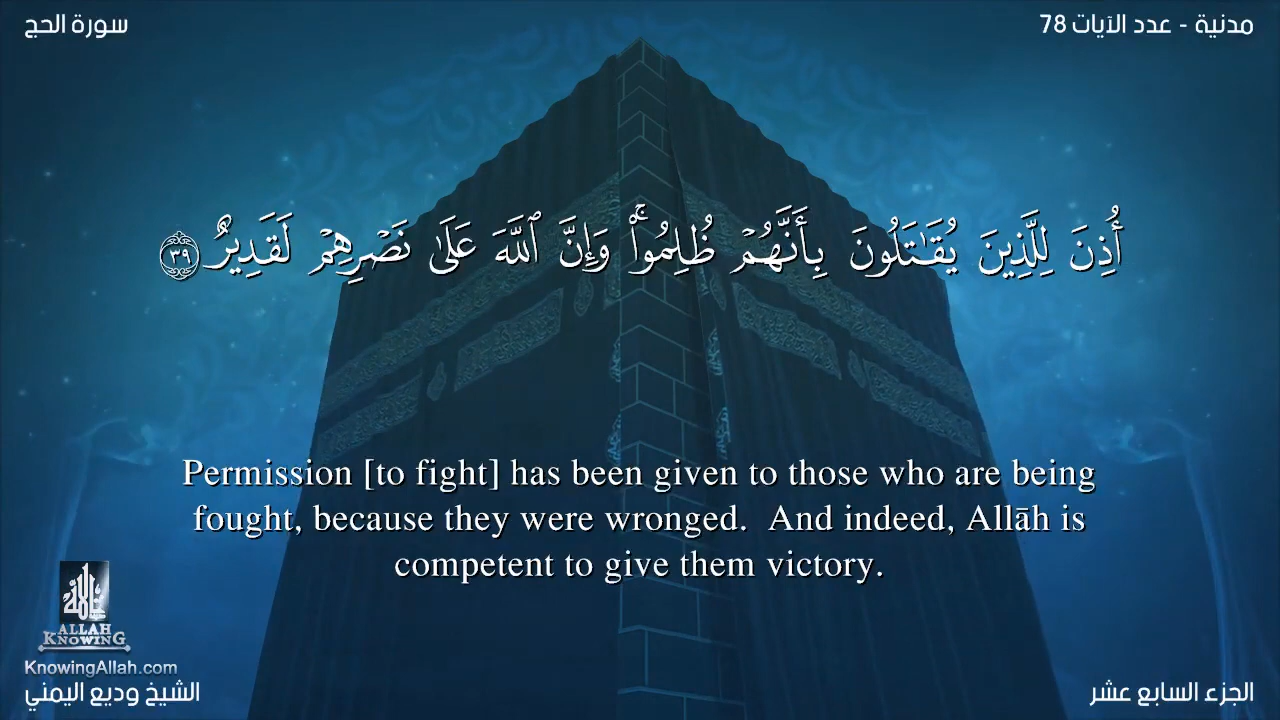 سورة الحج
مدنية - عدد الآيات 78
أُذِنَ لِلَّذِينَ يُقَٰتَلُونَ بِأَنَّهُمْ ظُلِمُوا۟ ۚ وَإِنَّ ٱللَّهَ عَلَىٰ نَصْرِهِمْ لَقَدِيرٌ ٣٩
Permission [to fight] has been given to those who are being
fought, because they were wronged.  And indeed, Allāh is
competent to give them victory.
الله
ALLAH
KNOWING
KnowingAllah.com
الشيخ وديع اليمني
الجزء السابع عشر